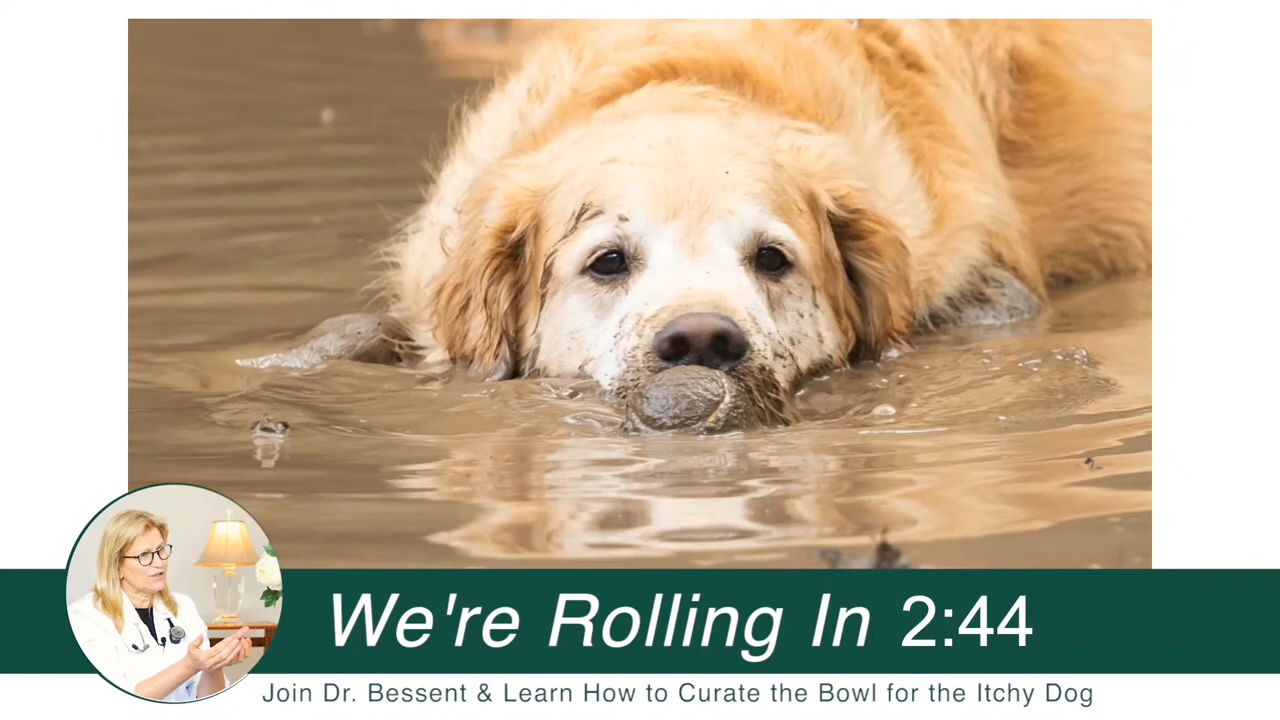 We're Rolling In 2:44
Join Dr. Bessent & Learn How to Curate the Bowl for the Itchy Dog